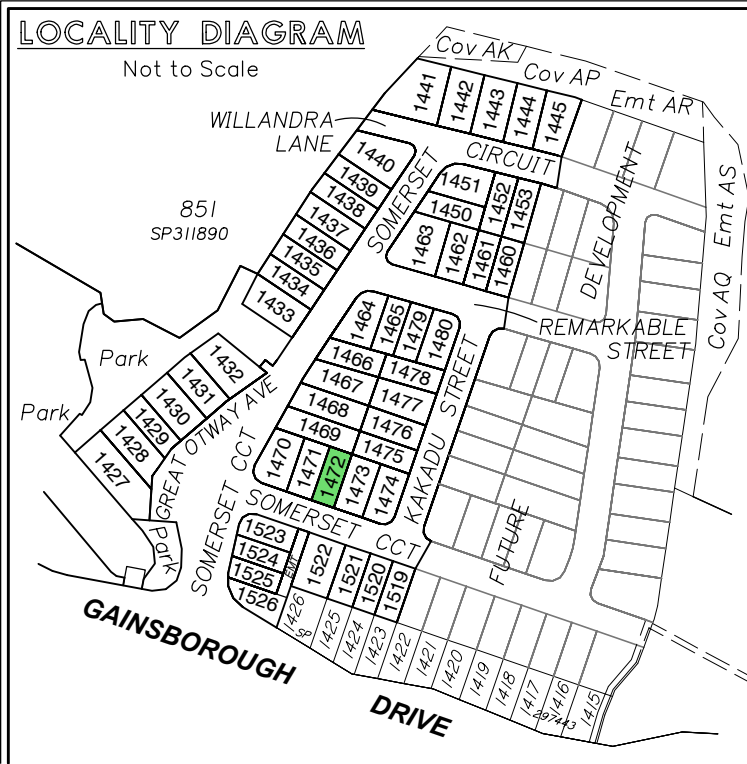 LOCALITY DIAGRAM
Not to Scale
Cov AK
Cov AP
Emt AR
Cov AQ Emt AS
WILLANDRA
LANE
CIRCUIT
SOMERSET
DEVELOPMENT
851
SP311890
1441
1442
1443
1444
1445
1440
1439
1438
1437
1436
1435
1434
1433
1451
1452
1453
1450
1463
1462
1461
1460
REMARKABLE
STREET
Park
Park
1432
1431
1430
1429
1428
1427
GREAT OTWAY AVE
1464
1465
1479
1480
1466
1478
1467
1477
1468
1476
1469
1475
1470
1471
1472
1473
1474
KAKADU STREET
SOMERSET CCT
SOMERSET CCT
Park
FUTURE
1523
1524
1525
1526
EMT
1522
1521
1520
1519
1426
SP
1425
1424
1423
1422
1421
1420
1419
1418
1417
1416
1415
297443
GAINSBOROUGH
DRIVE